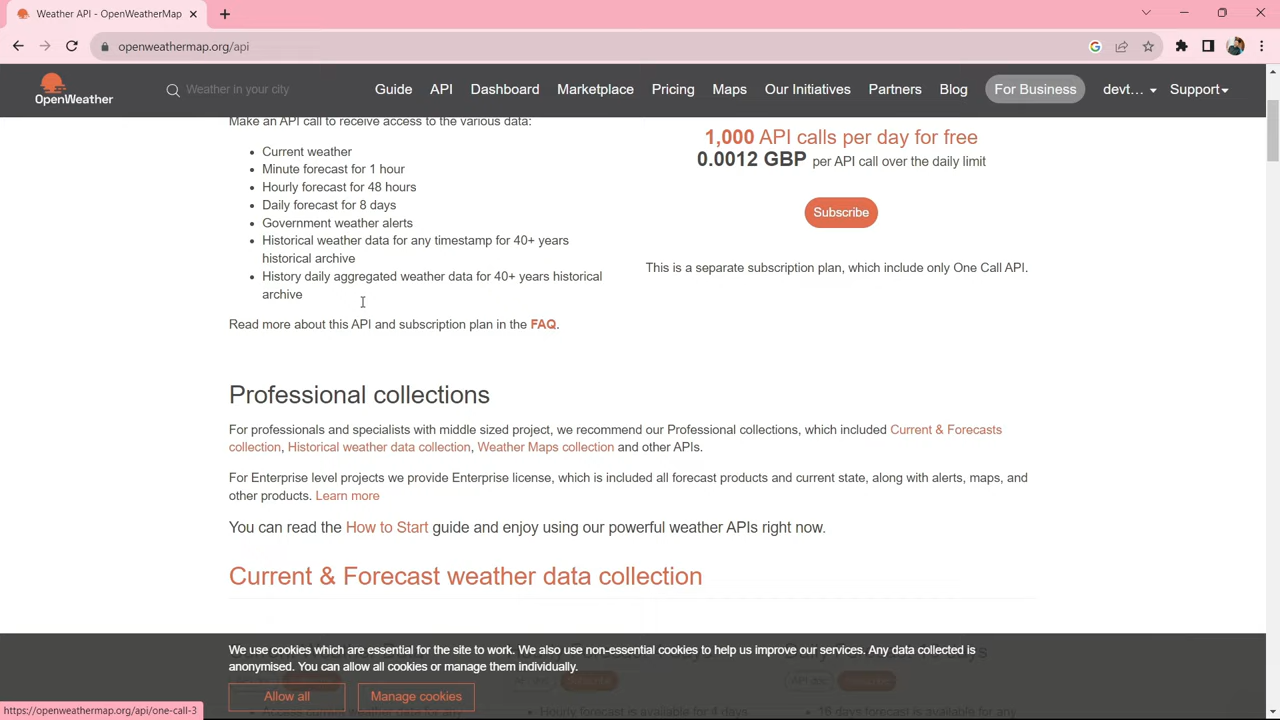 Weather API - OpenWeatherMap
openweathermap.org/api
OpenWeather
Weather in your city
Guide API Dashboard Marketplace Pricing Maps Our Initiatives Partners Blog For Business devt... Support
Make an API call to receive access to the various data:
Current weather
Minute forecast for 1 hour
Hourly forecast for 48 hours
Daily forecast for 8 days
Government weather alerts
Historical weather data for any timestamp for 40+ years
historical archive
History daily aggregated weather data for 40+ years historical
archive
Read more about this API and subscription plan in the FAQ.
1,000 API calls per day for free
0.0012 GBP per API call over the daily limit
Subscribe
This is a separate subscription plan, which include only One Call API.
Professional collections
For professionals and specialists with middle sized project, we recommend our Professional collections, which included Current & Forecasts
collection, Historical weather data collection, Weather Maps collection and other APIs.
For Enterprise level projects we provide Enterprise license, which is included all forecast products and current state, along with alerts, maps, and
other products. Learn more
You can read the How to Start guide and enjoy using our powerful weather APIs right now.
Current & Forecast weather data collection
We use cookies which are essential for the site to work. We also use non-essential cookies to help us improve our services. Any data collected is
anonymised. You can allow all cookies or manage them individually.
Allow all Manage cookies
https://openweathermap.org/api/one-call-3